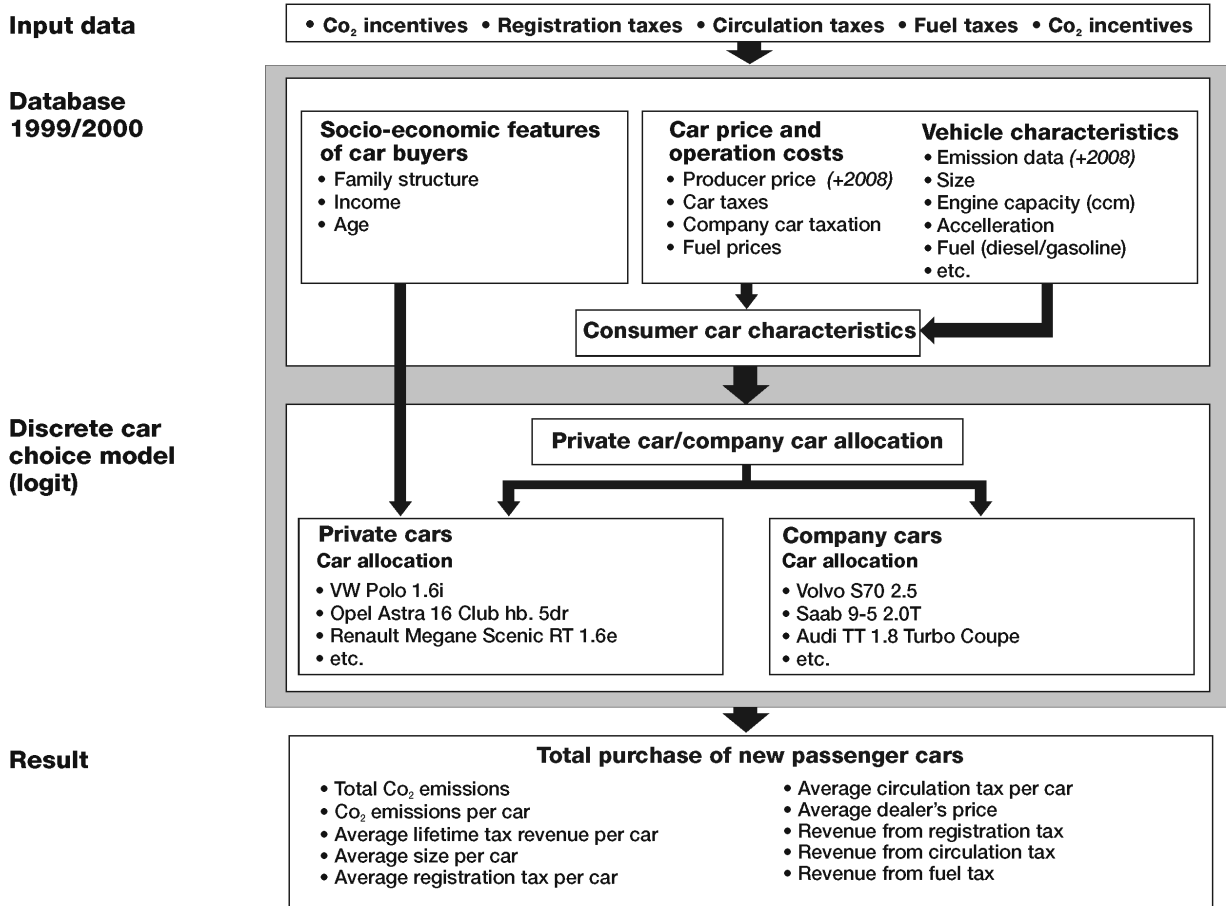 Input data
• Co₂ incentives • Registration taxes • Circulation taxes • Fuel taxes • Co₂ incentives
Database
1999/2000
Socio-economic features
of car buyers
• Family structure
• Income
• Age
Car price and
operation costs
• Producer price (+2008)
• Car taxes
• Company car taxation
• Fuel prices
Vehicle characteristics
• Emission data (+2008)
• Size
• Engine capacity (ccm)
• Accelleration
• Fuel (diesel/gasoline)
• etc.
Consumer car characteristics
Discrete car
choice model
(logit)
Private car/company car allocation
Private cars
Car allocation
• VW Polo 1.6i
• Opel Astra 16 Club hb. 5dr
• Renault Megane Scenic RT 1.6e
• etc.
Company cars
Car allocation
• Volvo S70 2.5
• Saab 9-5 2.0T
• Audi TT 1.8 Turbo Coupe
• etc.
Result
Total purchase of new passenger cars
• Total Co₂ emissions
• Co₂ emissions per car
• Average lifetime tax revenue per car
• Average size per car
• Average registration tax per car
• Average circulation tax per car
• Average dealer's price
• Revenue from registration tax
• Revenue from circulation tax
• Revenue from fuel tax